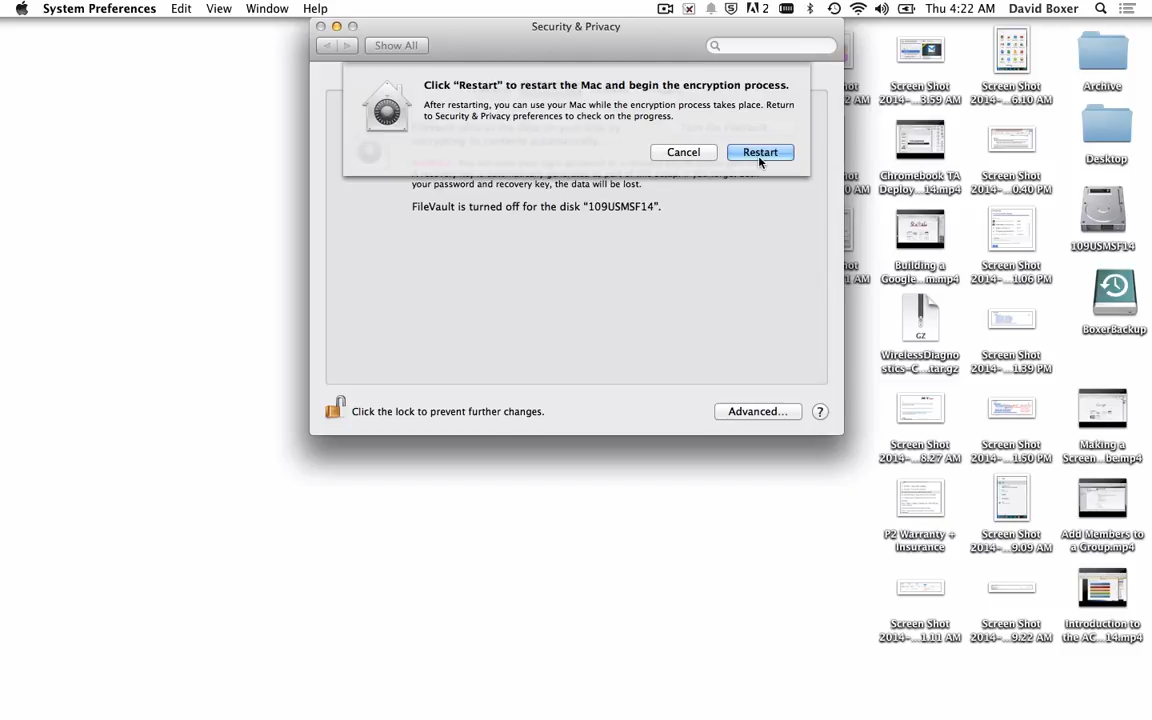 System Preferences Edit View Window Help
2 Thu 4:22 AM David Boxer
Security & Privacy
Show All
Click “Restart” to restart the Mac and begin the encryption process.
After restarting, you can use your Mac while the encryption process takes place. Return
to Security & Privacy preferences to check on the progress.
Cancel Restart
your password and recovery key, the data will be lost.
FileVault is turned off for the disk "109USMSF14".
Click the lock to prevent further changes.
Advanced... ?
Screen Shot
2014-...3.59 AM
Screen Shot
2014-...6.10 AM
Archive
Chromebook TA
Deploy...14.mp4
Screen Shot
2014-...0.40 PM
Desktop
Building a
Google...m.mp4
Screen Shot
2014-...1.06 PM
109USMSF14
GZ
WirelessDiagno
stics-C...tar.gz
Screen Shot
2014-...1.39 PM
BoxerBackup
Screen Shot
2014-...8.27 AM
Screen Shot
2014-...1.50 PM
Making a
Screen...be.mp4
P2 Warranty +
Insurance
Screen Shot
2014-...9.09 AM
Add Members to
a Group.mp4
Screen Shot
2014-...1.11 AM
Screen Shot
2014-...9.22 AM
Introduction to
the AC...14.mp4